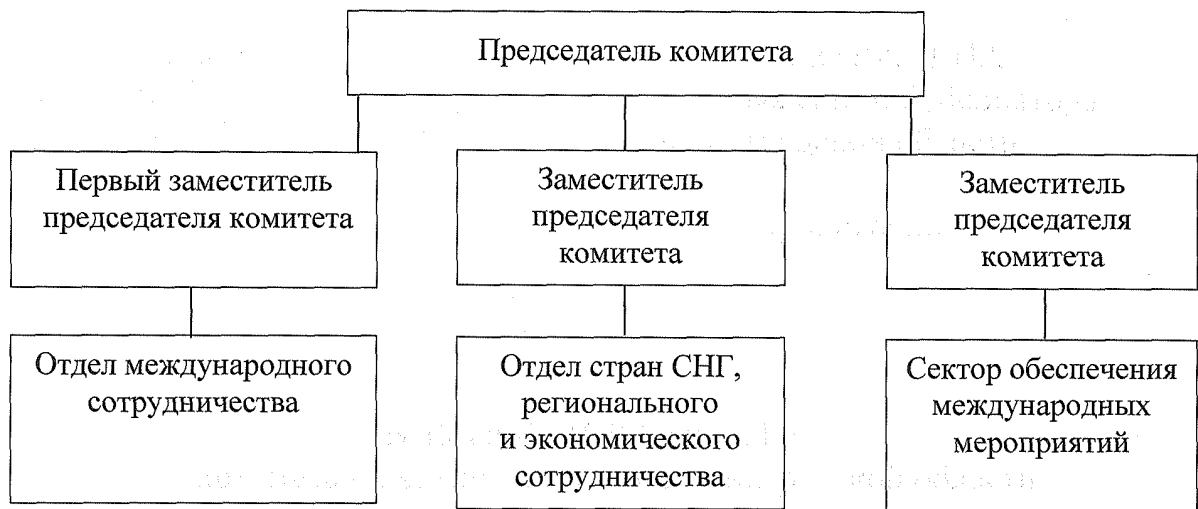 Председатель комитета
Первый заместитель
председателя комитета
Заместитель
председателя
комитета
Заместитель
председателя
комитета
Отдел международного
сотрудничества
Отдел стран СНГ,
регионального
и экономического
сотрудничества
Сектор обеспечения
международных
мероприятий